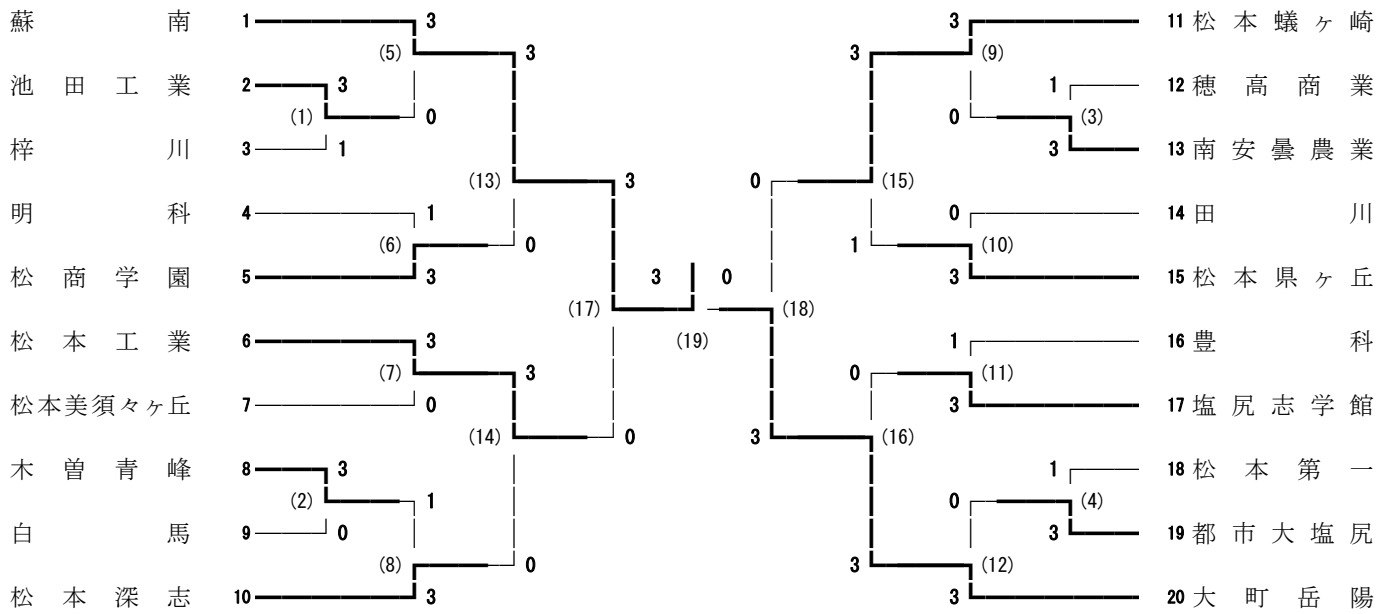 蘇南 1 3 3 11 松本蟻ヶ崎
(5) 3 3 (9)
池田工業 2 3 1 12 穂高商業
(1) 0 0 (3)
梓川 3 1 3 13 南安曇農業
(13) 3 0 (15)
明科 4 1 0 14 田川
(6) 0 1 (10)
松商学園 5 3 3 15 松本県ヶ丘
3 0
(17) (18)
松本工業 6 3 (19) 1 16 豊科
(7) 3 0 (11)
松本美須々ヶ丘 7 0 3 17 塩尻志学館
(14) 0 3 (16)
木曽青峰 8 3 1 18 松本第一
(2) 1 0 (4)
白馬 9 0 3 19 都市大塩尻
(8) 0 3 (12)
松本深志 10 3 3 20 大町岳陽